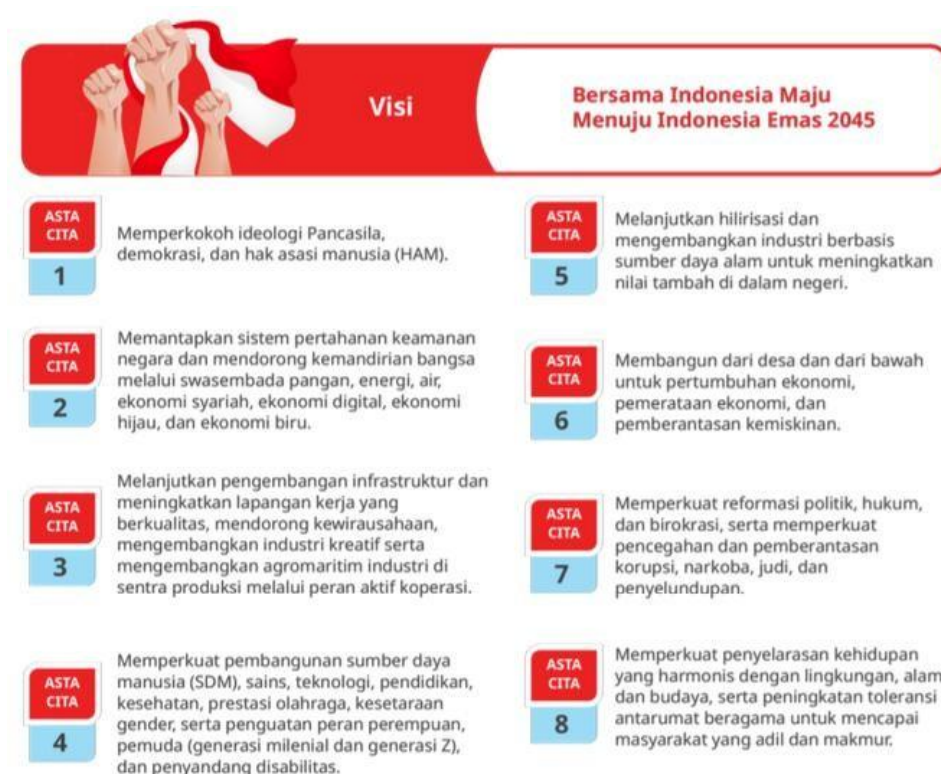 Visi
Bersama Indonesia Maju
Menuju Indonesia Emas 2045
ASTA
CITA
1
Memperkokoh ideologi Pancasila,
demokrasi, dan hak asasi manusia (HAM).
ASTA
CITA
2
Memantapkan sistem pertahanan keamanan
negara dan mendorong kemandirian bangsa
melalui swasembada pangan, energi, air,
ekonomi syariah, ekonomi digital, ekonomi
hijau, dan ekonomi biru.
ASTA
CITA
3
Melanjutkan pengembangan infrastruktur dan
meningkatkan lapangan kerja yang
berkualitas, mendorong kewirausahaan,
mengembangkan industri kreatif serta
mengembangkan agromaritim industri di
sentra produksi melalui peran aktif koperasi.
ASTA
CITA
4
Memperkuat pembangunan sumber daya
manusia (SDM), sains, teknologi, pendidikan,
kesehatan, prestasi olahraga, kesetaraan
gender, serta penguatan peran perempuan,
pemuda (generasi milenial dan generasi Z),
dan penyandang disabilitas.
ASTA
CITA
5
Melanjutkan hilirisasi dan
mengembangkan industri berbasis
sumber daya alam untuk meningkatkan
nilai tambah di dalam negeri.
ASTA
CITA
6
Membangun dari desa dan dari bawah
untuk pertumbuhan ekonomi,
pemerataan ekonomi, dan
pemberantasan kemiskinan.
ASTA
CITA
7
Memperkuat reformasi politik, hukum,
dan birokrasi, serta memperkuat
pencegahan dan pemberantasan
korupsi, narkoba, judi, dan
penyelundupan.
ASTA
CITA
8
Memperkuat penyelarasan kehidupan
yang harmonis dengan lingkungan, alam
dan budaya, serta peningkatan toleransi
antarumat beragama untuk mencapai
masyarakat yang adil dan makmur.